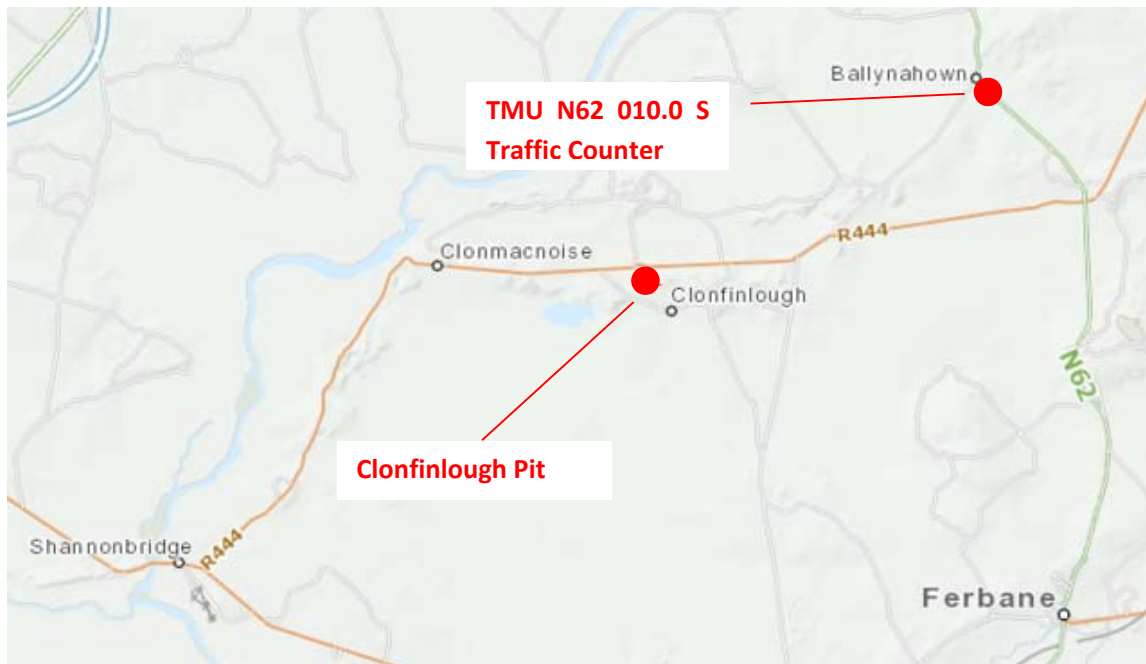 Ballynahown
TMU N62 010.0 S
Traffic Counter
R444
Clonmacnoise
Clonfinlough
N62
Clonfinlough Pit
Shannonbridge
R444
Ferbane